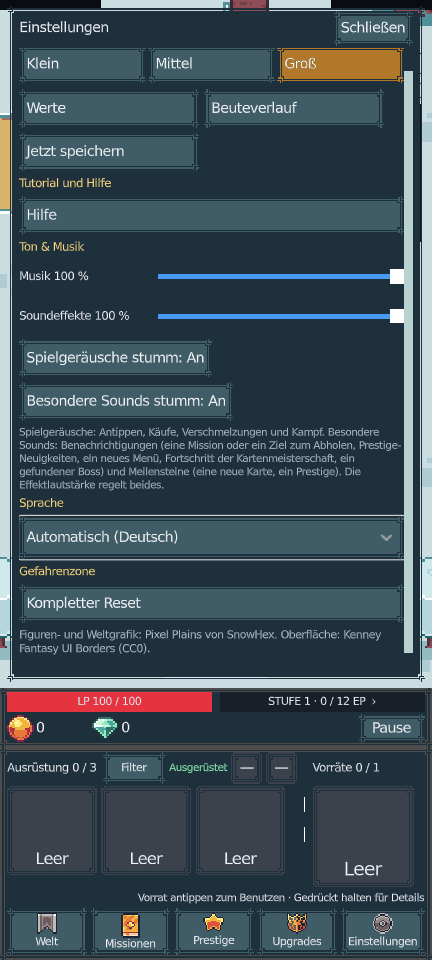 Einstellungen
Schließen
Klein
Mittel
Groß
Werte
Beuteverlauf
Jetzt speichern
Tutorial und Hilfe
Hilfe
Ton & Musik
Musik 100 %
Soundeffekte 100 %
Spielgeräusche stumm: An
Besondere Sounds stumm: An
Spielgeräusche: Antippen, Käufe, Verschmelzungen und Kampf. Besondere
Sounds: Benachrichtigungen (eine Mission oder ein Ziel zum Abholen, Prestige-
Neuigkeiten, ein neues Menü, Fortschritt der Kartenmeisterschaft, ein
gefundener Boss) und Meilensteine (eine neue Karte, ein Prestige). Die
Effektlautstärke regelt beides.
Sprache
Automatisch (Deutsch)
Gefahrenzone
Kompletter Reset
Figuren- und Weltgrafik: Pixel Plains von SnowHex. Oberfläche: Kenney
Fantasy UI Borders (CC0).
LP 100 / 100
STUFE 1 · 0 / 12 EP ›
0
0
Pause
Ausrüstung 0 / 3
Filter
Ausgerüstet
—
—
Vorräte 0 / 1
Leer
Leer
Leer
Leer
Vorrat antippen zum Benutzen · Gedrückt halten für Details
Welt
Missionen
Prestige
Upgrades
Einstellungen